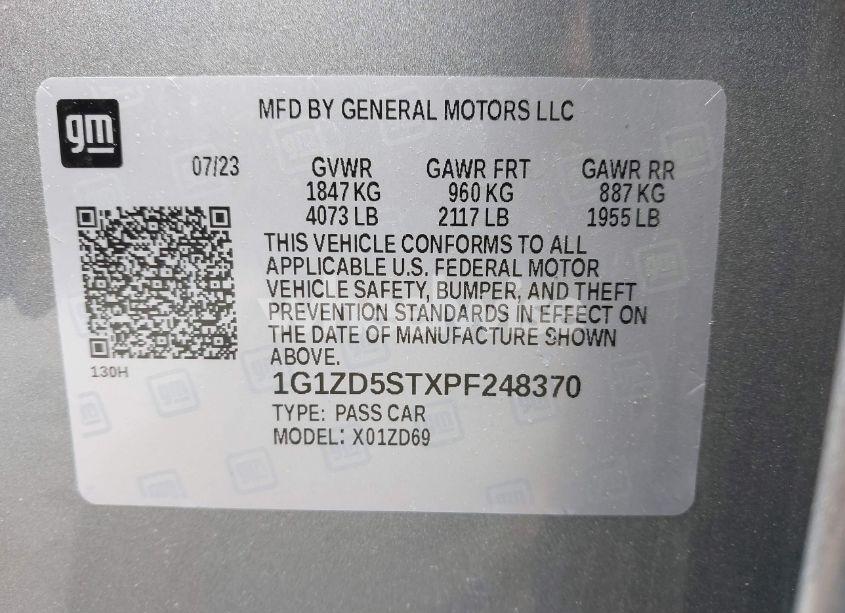 gm
MFD BY GENERAL MOTORS LLC
07/23 GVWR GAWR FRT GAWR RR
1847 KG 960 KG 887 KG
4073 LB 2117 LB 1955 LB
THIS VEHICLE CONFORMS TO ALL
APPLICABLE U.S. FEDERAL MOTOR
VEHICLE SAFETY, BUMPER, AND THEFT
PREVENTION STANDARDS IN EFFECT ON
THE DATE OF MANUFACTURE SHOWN
ABOVE.
130H
1G1ZD5STXPF248370
TYPE: PASS CAR
MODEL: X01ZD69